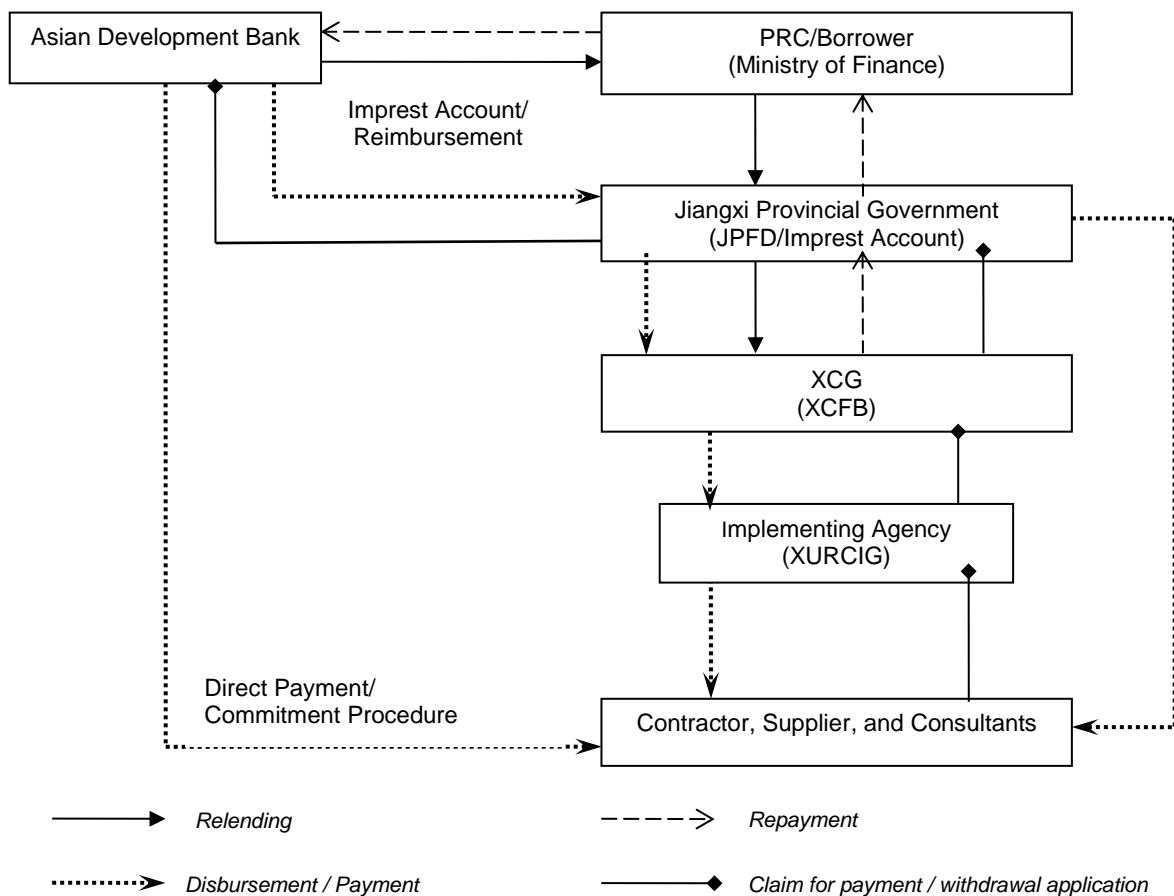 Asian Development Bank
PRC/Borrower
(Ministry of Finance)
Imprest Account/
Reimbursement
Jiangxi Provincial Government
(JPFD/Imprest Account)
XCG
(XCFB)
Implementing Agency
(XURCIG)
Direct Payment/
Commitment Procedure
Contractor, Supplier, and Consultants
Relending
Repayment
Disbursement / Payment
Claim for payment / withdrawal application